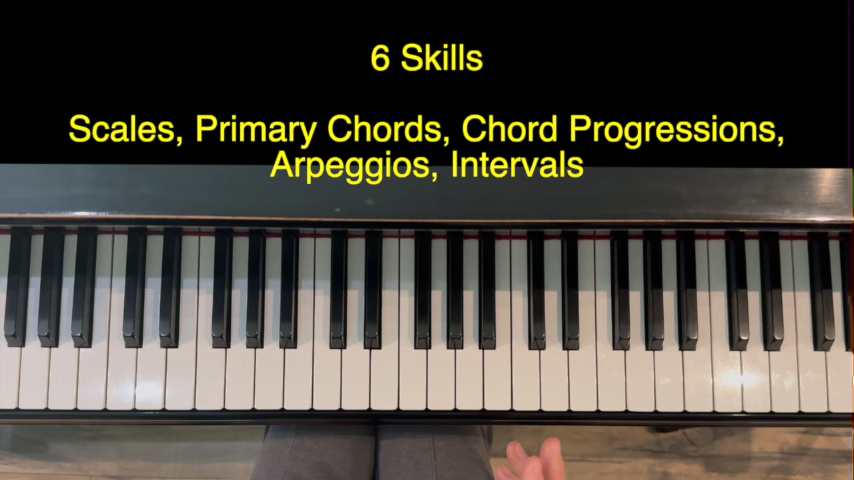 6 Skills
Scales, Primary Chords, Chord Progressions,
Arpeggios, Intervals